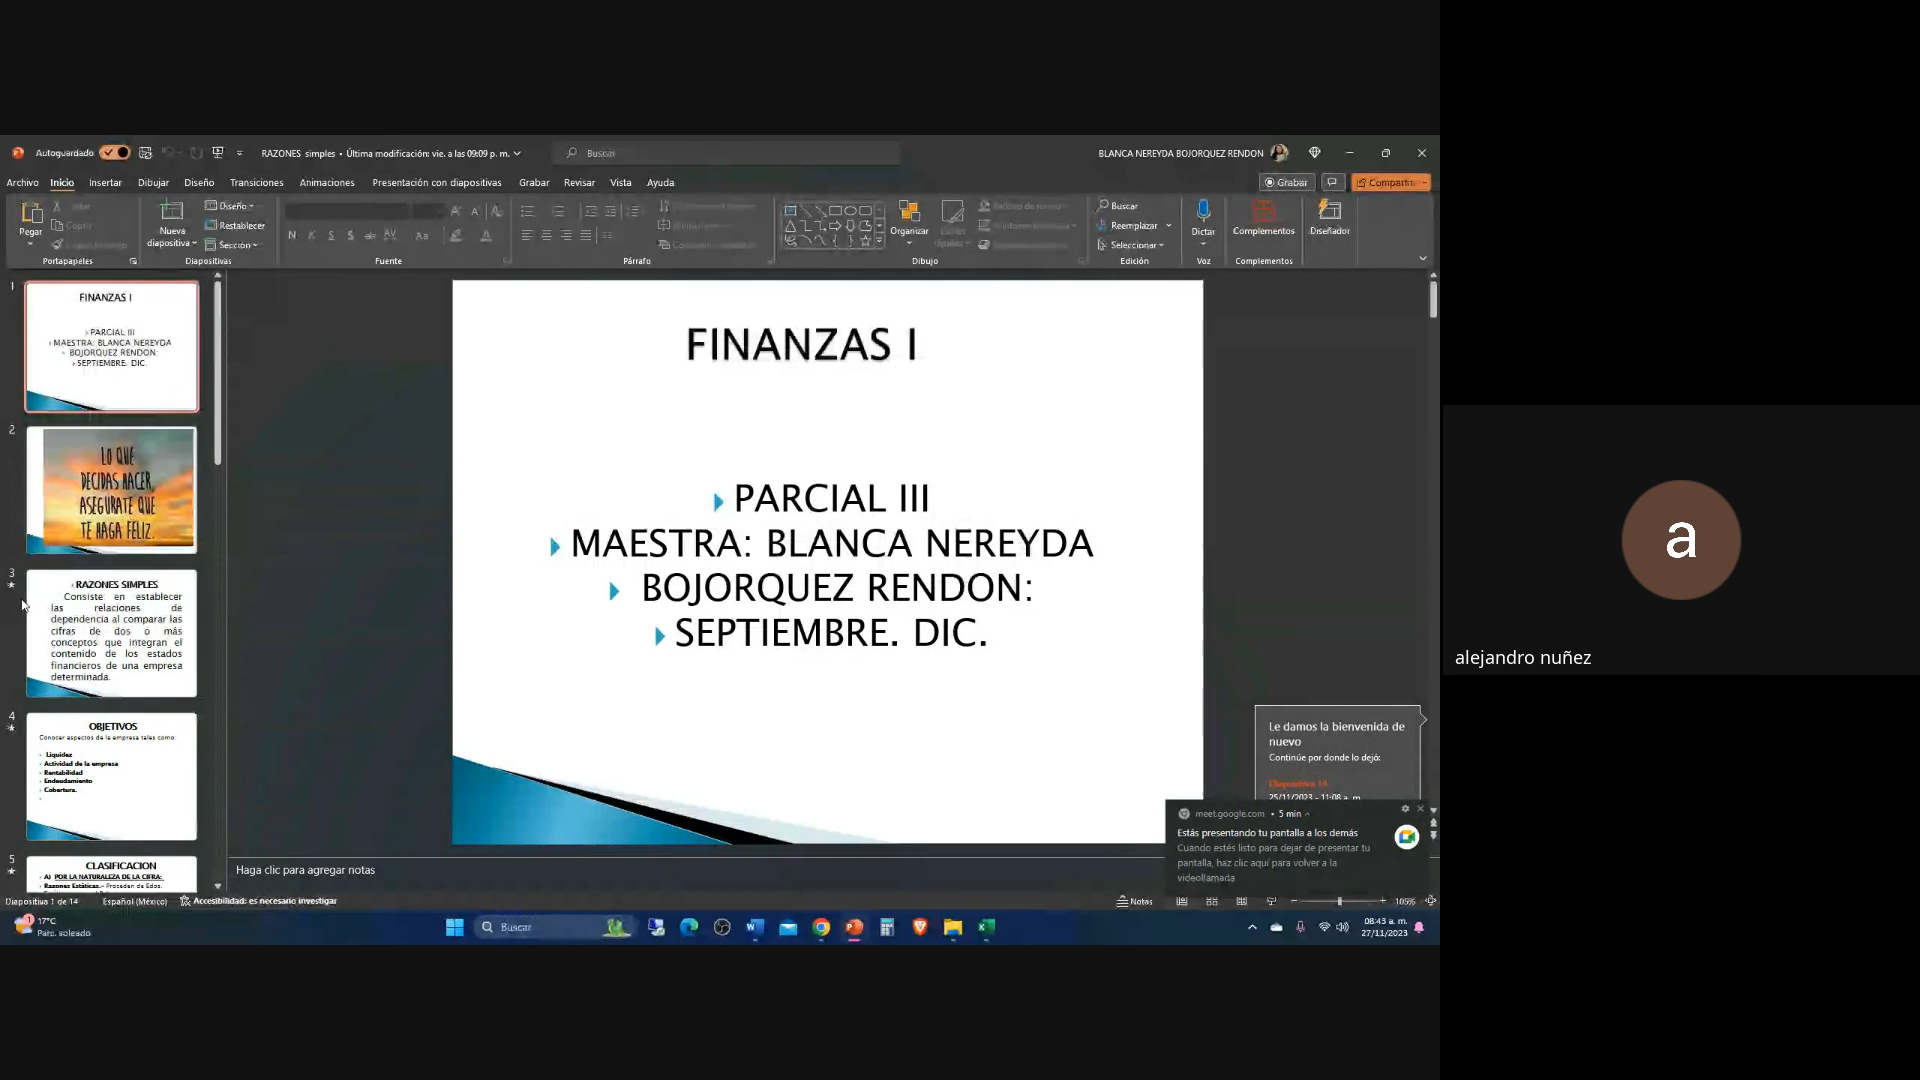 Autoguardado
RAZONES simples • Última modificación: vie. a las 09:09 p. m.
Buscar
BLANCA NEREYDA BOJORQUEZ RENDON
Archivo Inicio Insertar Dibujar Diseño Transiciones Animaciones Presentación con diapositivas Grabar Revisar Vista Ayuda
Grabar
Compartir
Pegar
Nueva
diapositiva
Diseño
Restablecer
Sección
N K S S ab AV Aa
Organizar
Buscar
Reemplazar
Seleccionar
Dictar
Complementos
Diseñador
Portapapeles Diapositivas Fuente Párrafo Dibujo Edición Voz Complementos
1
FINANZAS I
PARCIAL III
MAESTRA: BLANCA NEREYDA
BOJORQUEZ RENDON:
SEPTIEMBRE. DIC.
2
LO QUE
DECIDAS HACER,
ASEGURATE QUE
TE HAGA FELIZ.
3
RAZONES SIMPLES
Consiste en establecer
las relaciones de
dependencia al comparar las
cifras de dos o más
conceptos que integran el
contenido de los estados
financieros de una empresa
determinada.
4
OBJETIVOS
Conocer aspectos de la empresa tales como:
Liquidez
Actividad de la empresa
Rentabilidad
Endeudamiento
Cobertura.
5
CLASIFICACION
A) POR LA NATURALEZA DE LA CIFRA:
Razones Estáticas.- Proceden de Edos.
FINANZAS I
PARCIAL III
MAESTRA: BLANCA NEREYDA
BOJORQUEZ RENDON:
SEPTIEMBRE. DIC.
Le damos la bienvenida de
nuevo
Continúe por donde lo dejó:
Diapositiva 14
25/11/2023 - 11:08 a. m.
meet.google.com • 5 min
Estás presentando tu pantalla a los demás
Cuando estés listo para dejar de presentar tu
pantalla, haz clic aquí para volver a la
videollamada
Haga clic para agregar notas
Diapositiva 1 de 14 Español (México) Accesibilidad: es necesario investigar
Notas
105%
1
17°C
Parc. soleado
Buscar
08:43 a. m.
27/11/2023
a
alejandro nuñez